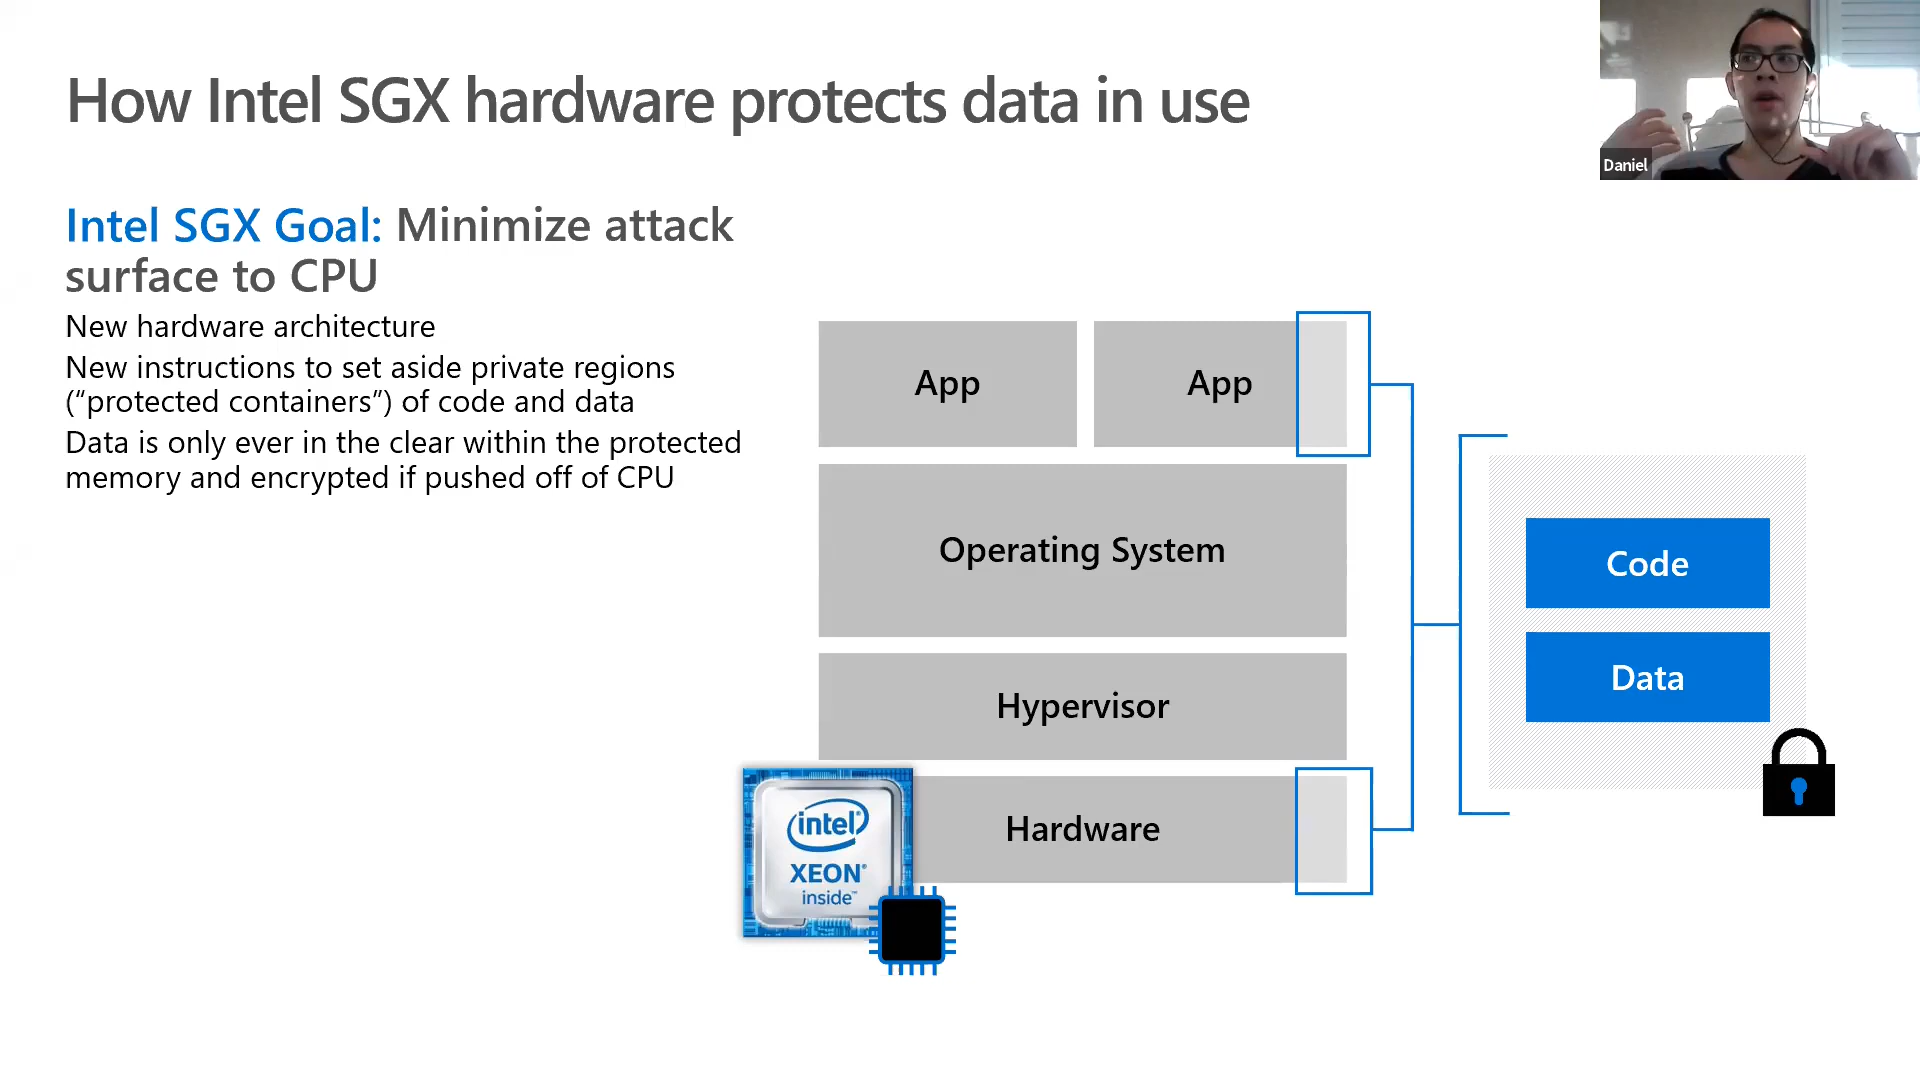 How Intel SGX hardware protects data in use
Daniel
Intel SGX Goal: Minimize attack
surface to CPU
New hardware architecture
New instructions to set aside private regions
(“protected containers”) of code and data
Data is only ever in the clear within the protected
memory and encrypted if pushed off of CPU
App
App
Operating System
Hypervisor
Hardware
Code
Data
intel®
XEON®
inside™